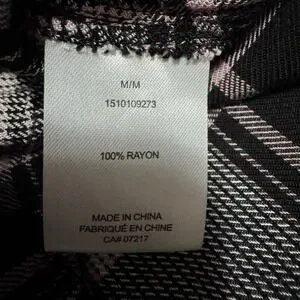 M/M
1510109273
100% RAYON
MADE IN CHINA
FABRIQUÉ EN CHINE
CA# 07217